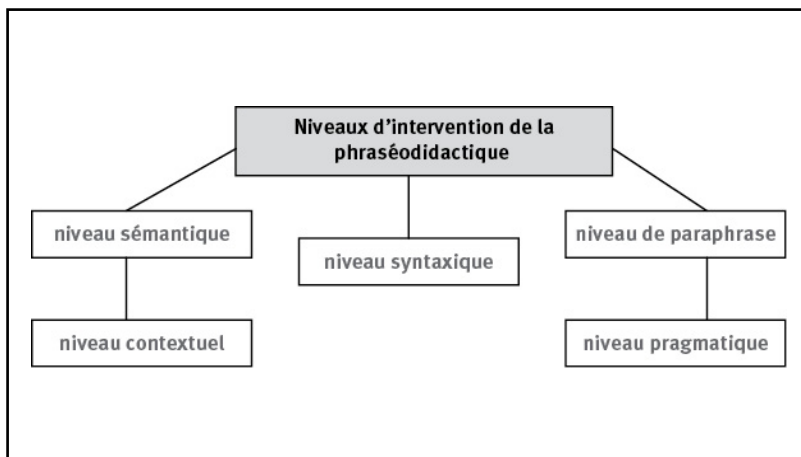 Niveaux d'intervention de la
phraséodidactique
niveau sémantique
niveau syntaxique
niveau de paraphrase
niveau contextuel
niveau pragmatique